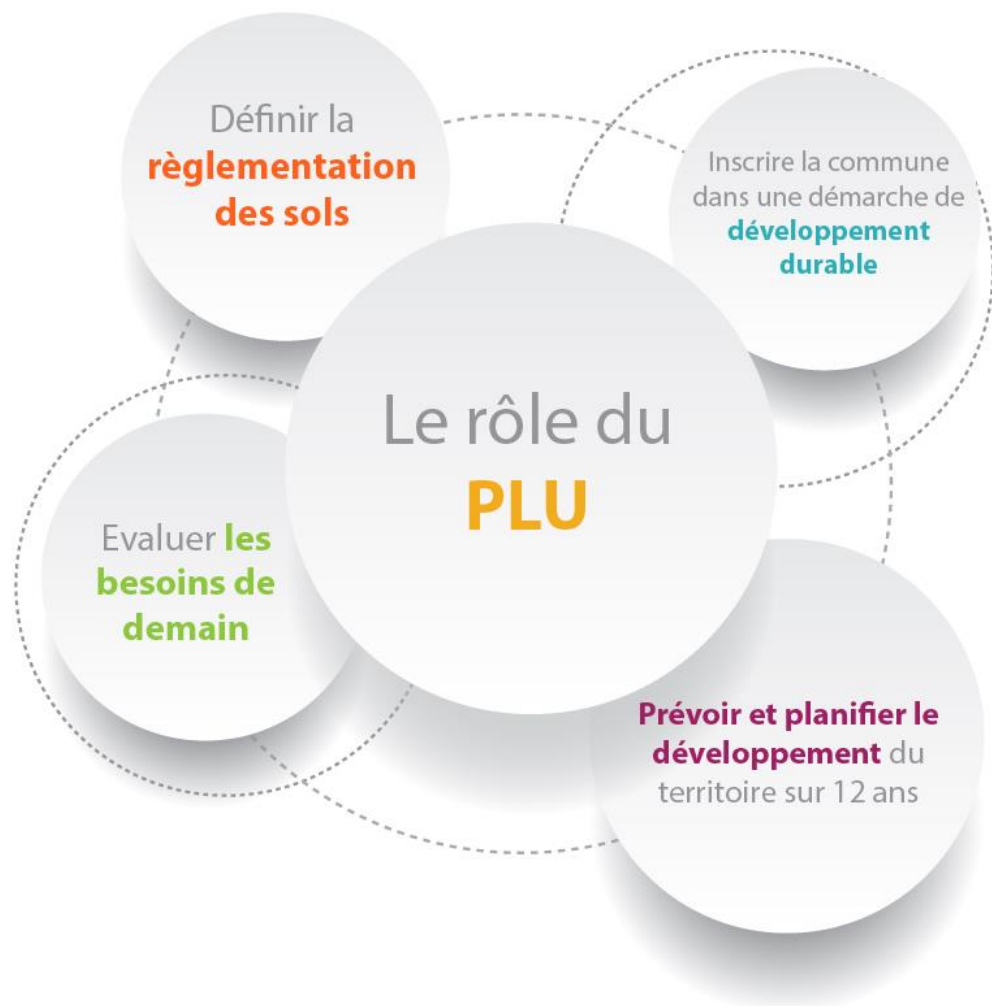 Définir la
règlementation
des sols
Inscrire la commune
dans une démarche de
développement
durable
Le rôle du
PLU
Evaluer les
besoins de
demain
Prévoir et planifier le
développement du
territoire sur 12 ans